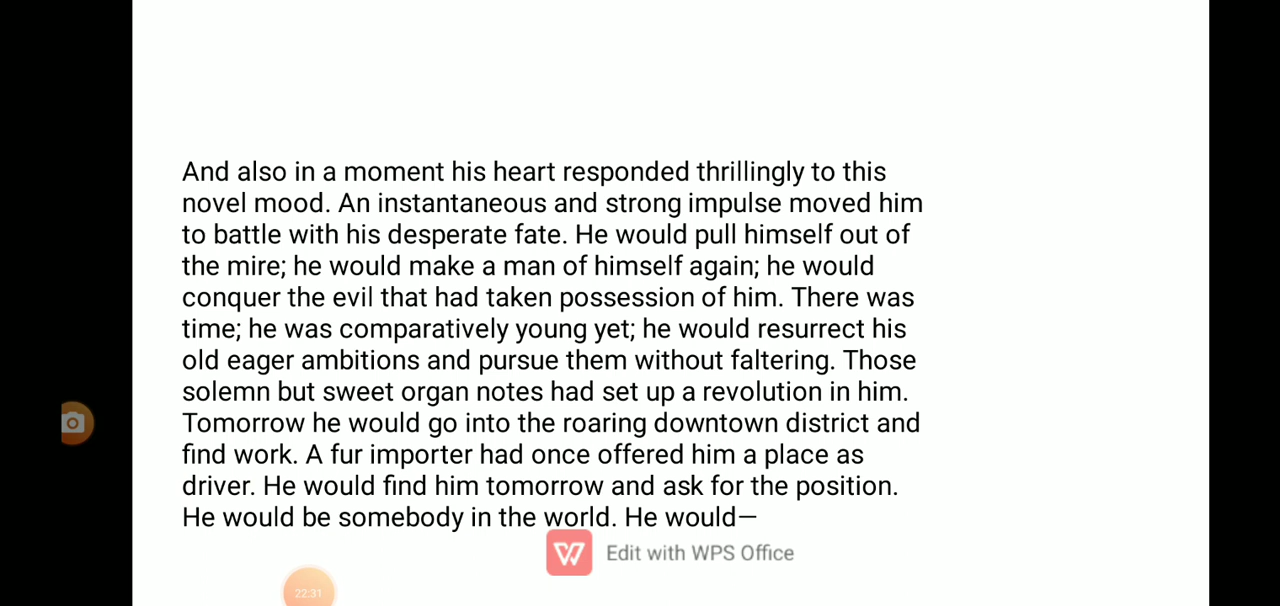 And also in a moment his heart responded thrillingly to this
novel mood. An instantaneous and strong impulse moved him
to battle with his desperate fate. He would pull himself out of
the mire; he would make a man of himself again; he would
conquer the evil that had taken possession of him. There was
time; he was comparatively young yet; he would resurrect his
old eager ambitions and pursue them without faltering. Those
solemn but sweet organ notes had set up a revolution in him.
Tomorrow he would go into the roaring downtown district and
find work. A fur importer had once offered him a place as
driver. He would find him tomorrow and ask for the position.
He would be somebody in the world. He would—
Edit with WPS Office
22:31